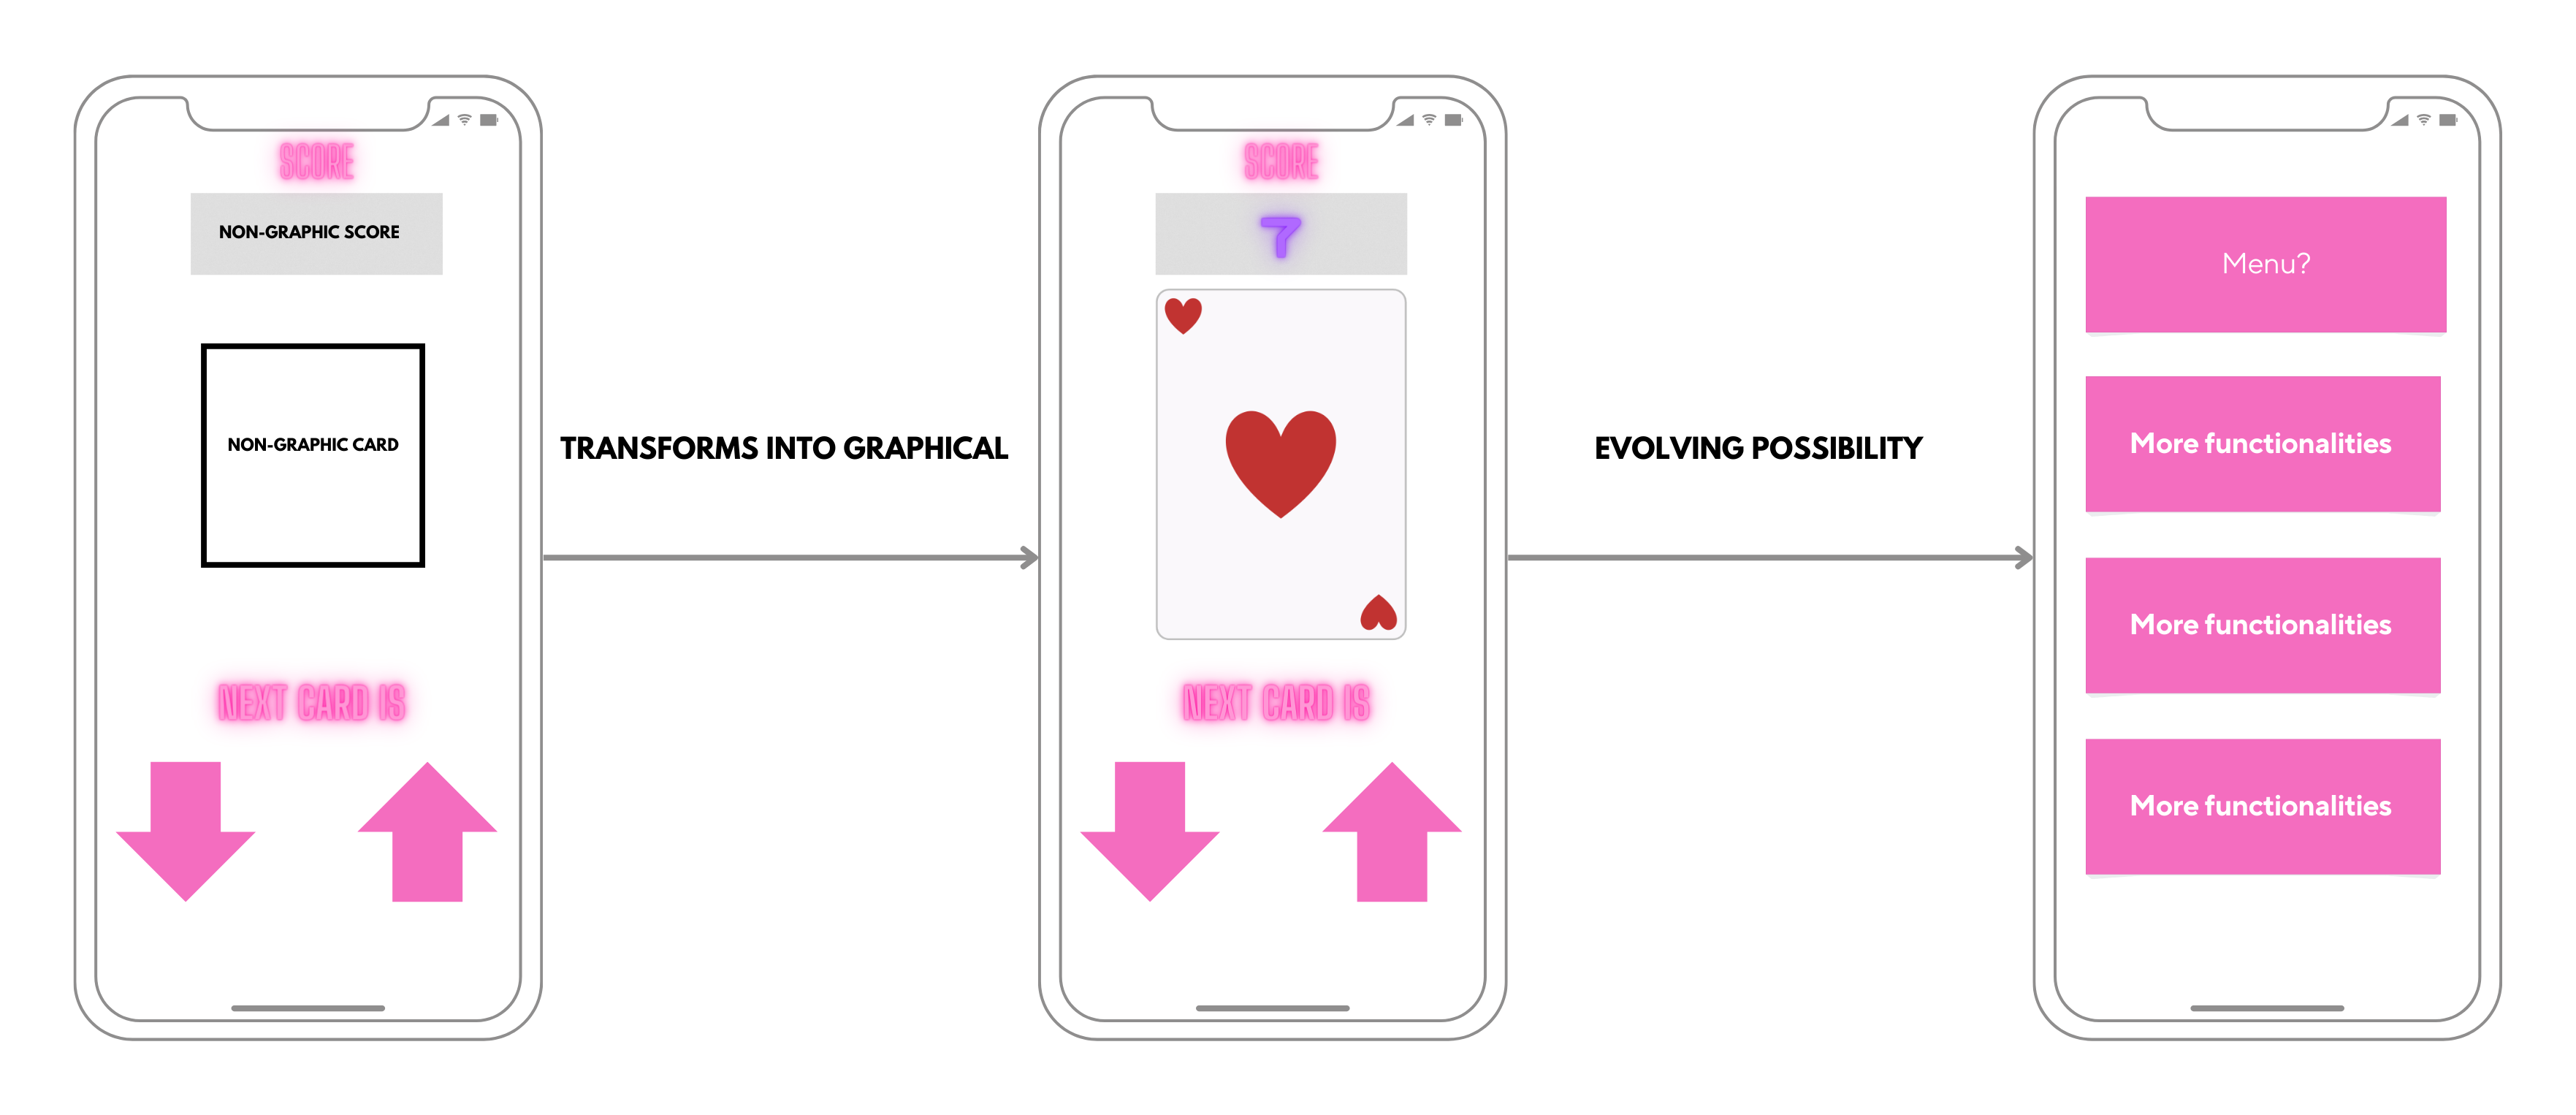 SCORE
NON-GRAPHIC SCORE
NON-GRAPHIC CARD
NEXT CARD IS
TRANSFORMS INTO GRAPHICAL
SCORE
7
NEXT CARD IS
EVOLVING POSSIBILITY
Menu?
More functionalities
More functionalities
More functionalities